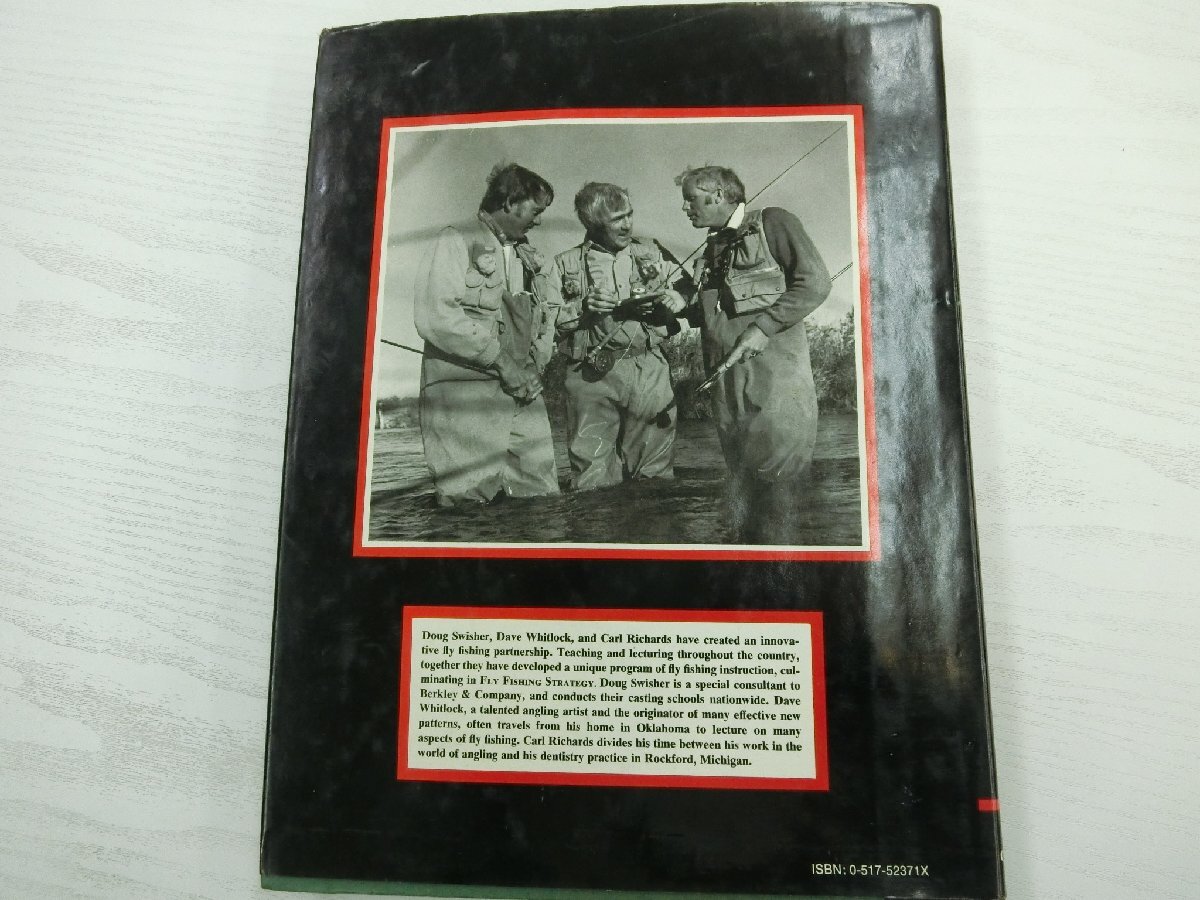 Doug Swisher, Dave Whitlock, and Carl Richards have created an innova-
tive fly fishing partnership. Teaching and lecturing throughout the country,
together they have developed a unique program of fly fishing instruction, cul-
minating in FLY FISHING STRATEGY. Doug Swisher is a special consultant to
Berkley & Company, and conducts their casting schools nationwide. Dave
Whitlock, a talented angling artist and the originator of many effective new
patterns, often travels from his home in Oklahoma to lecture on many
aspects of fly fishing. Carl Richards divides his time between his work in the
world of angling and his dentistry practice in Rockford, Michigan.
ISBN: 0-517-52371X